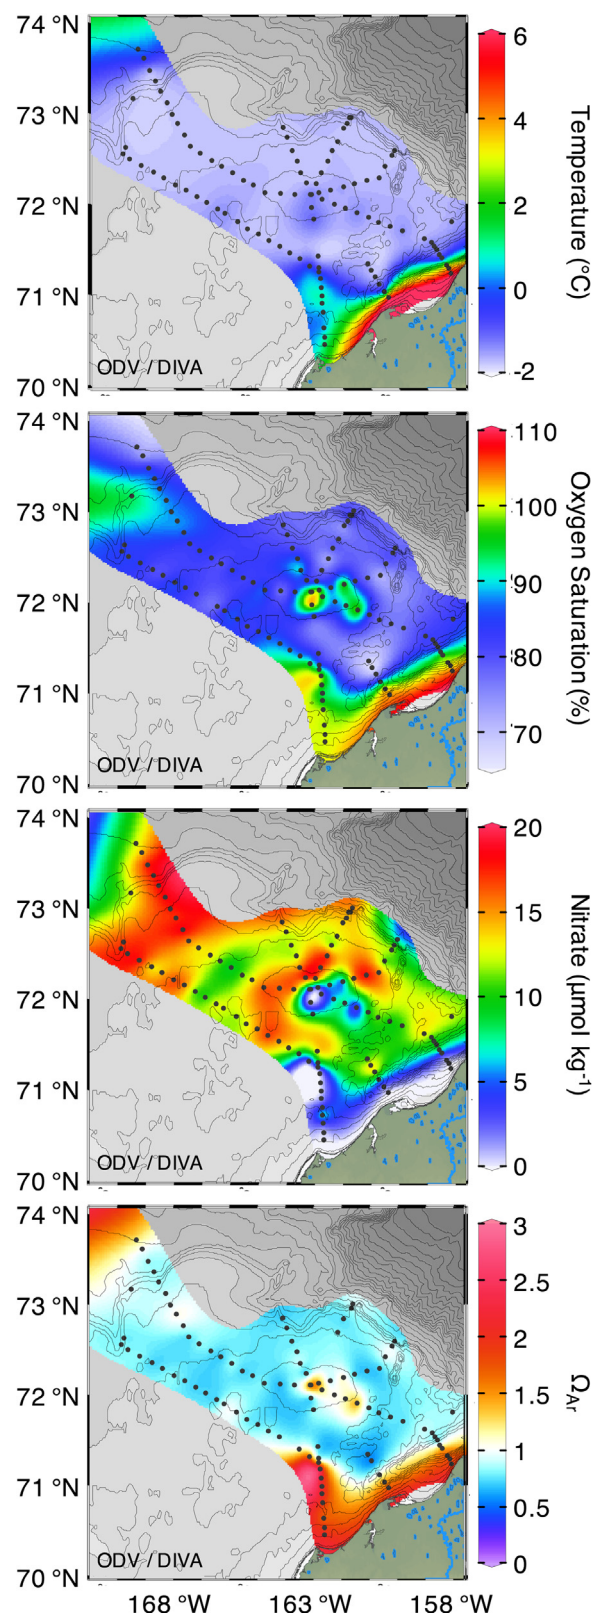 74 °N
73 °N
72 °N
71 °N
70 °N
ODV / DIVA
6
4
2
0
-2
Temperature (°C)
74 °N
73 °N
72 °N
71 °N
70 °N
ODV / DIVA
110
100
90
80
70
Oxygen Saturation (%)
74 °N
73 °N
72 °N
71 °N
70 °N
ODV / DIVA
20
15
10
5
0
Nitrate (µmol kg-1)
74 °N
73 °N
72 °N
71 °N
70 °N
ODV / DIVA
3
2.5
2
1.5
1
0.5
0
ΩAr
168 °W
163 °W
158 °W